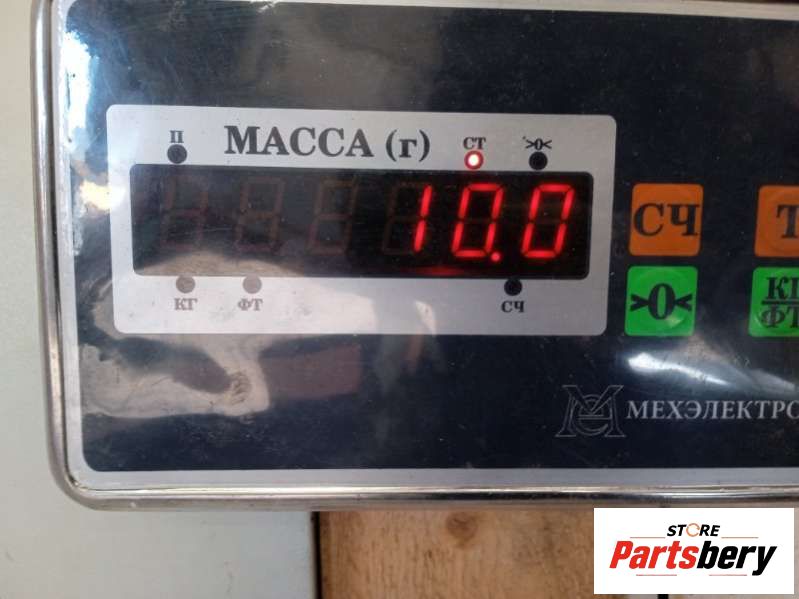 П МАССА (г) СТ >0<
10.0
КГ ФТ СЧ
СЧ
>0<
МЕХЭЛЕКТРО
STORE
Partsbery